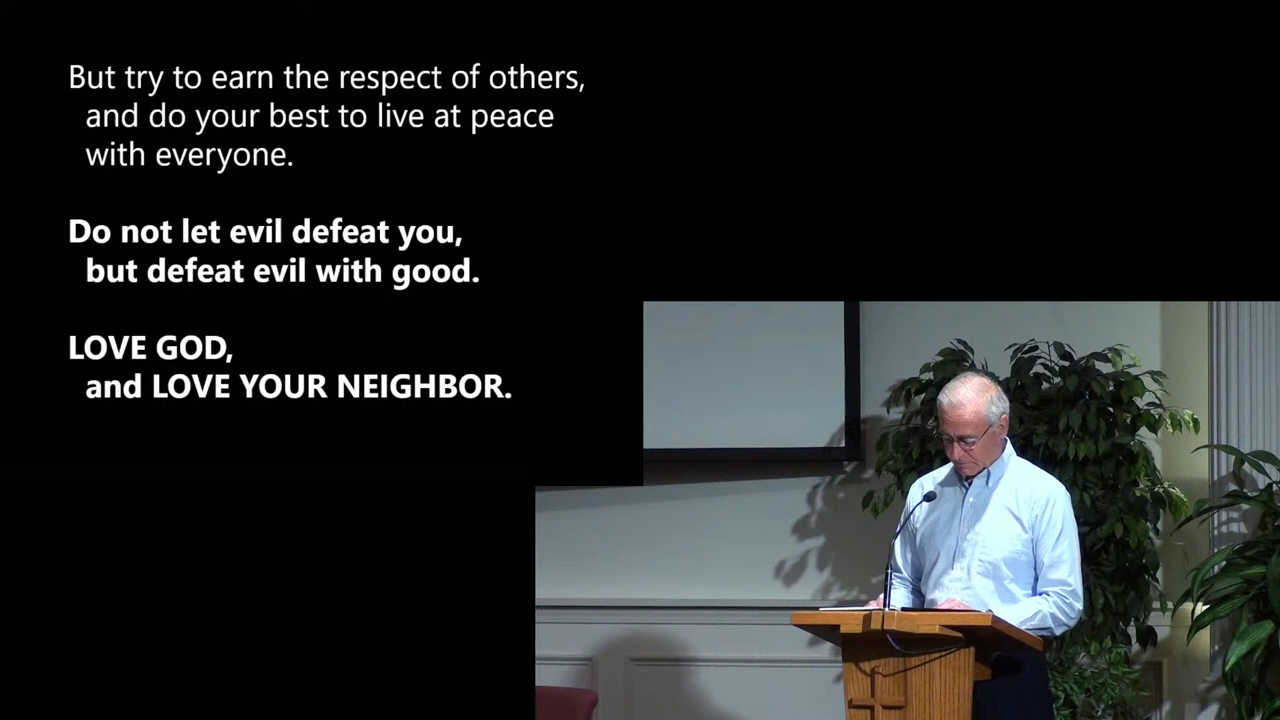 But try to earn the respect of others,
and do your best to live at peace
with everyone.
Do not let evil defeat you,
but defeat evil with good.
LOVE GOD,
and LOVE YOUR NEIGHBOR.